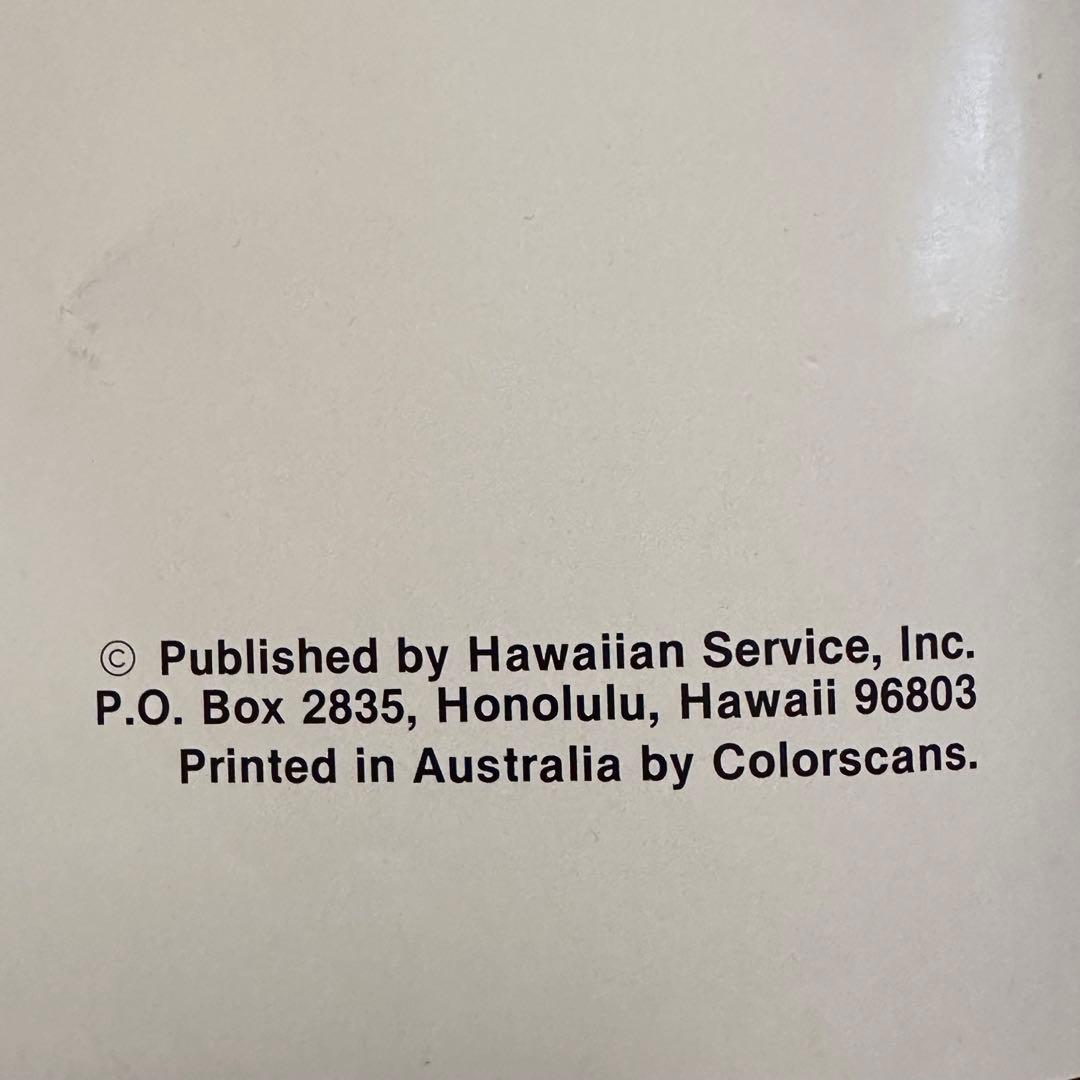 © Published by Hawaiian Service, Inc.
P.O. Box 2835, Honolulu, Hawaii 96803
Printed in Australia by Colorscans.